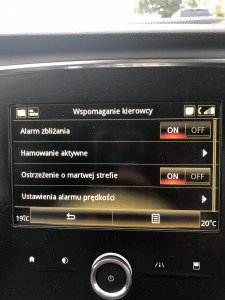 Wspomaganie kierowcy
Alarm zbliżania ON OFF
Hamowanie aktywne
Ostrzeżenie o martwej strefie ON OFF
Ustawienia alarmu prędkości
19°C 20°C